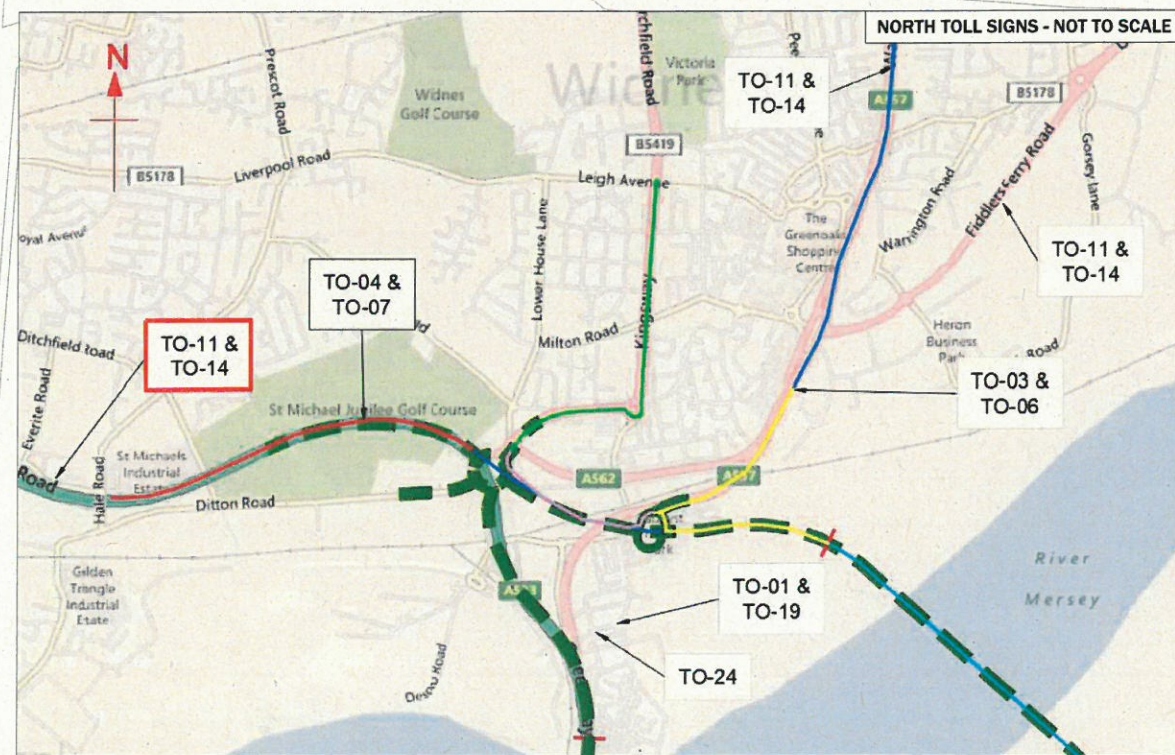 NORTH TOLL SIGNS - NOT TO SCALE
N
Prescot Road
Widnes
Golf Course
Victoria
Park
TO-11 &
TO-14
B5178
B5419
B5178
Liverpool Road
Leigh Avenue
Gorsey lane
Fiddlers Ferry Road
Warrington Road
The
Greenoaks
Shopping
Centre
Lower House Lane
Kingsway
TO-11 &
TO-14
TO-04 &
TO-07
Ditchfield Road
TO-11 &
TO-14
Milton Road
Heron
Business
Park
Road
Everite Road
St Michael Jubilee Golf Course
TO-03 &
TO-06
St Michaels
Industrial
Estate
Road
Hale Road
Ditton Road
A562
River
Mersey
TO-01 &
TO-19
TO-24
Industrial
Triangle